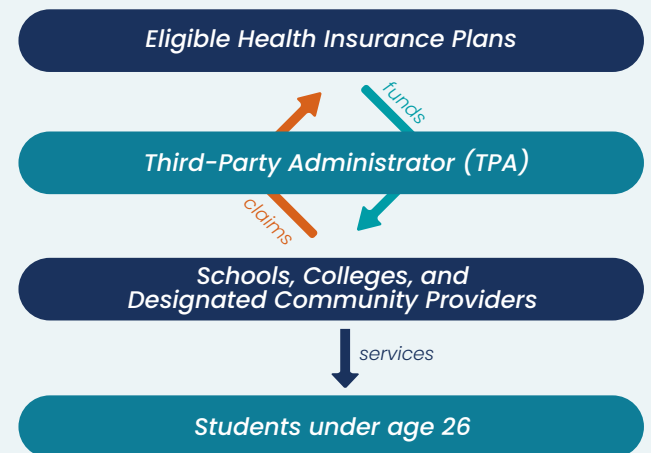 Eligible Health Insurance Plans
funds
Third-Party Administrator (TPA)
claims
Schools, Colleges, and
Designated Community Providers
services
Students under age 26